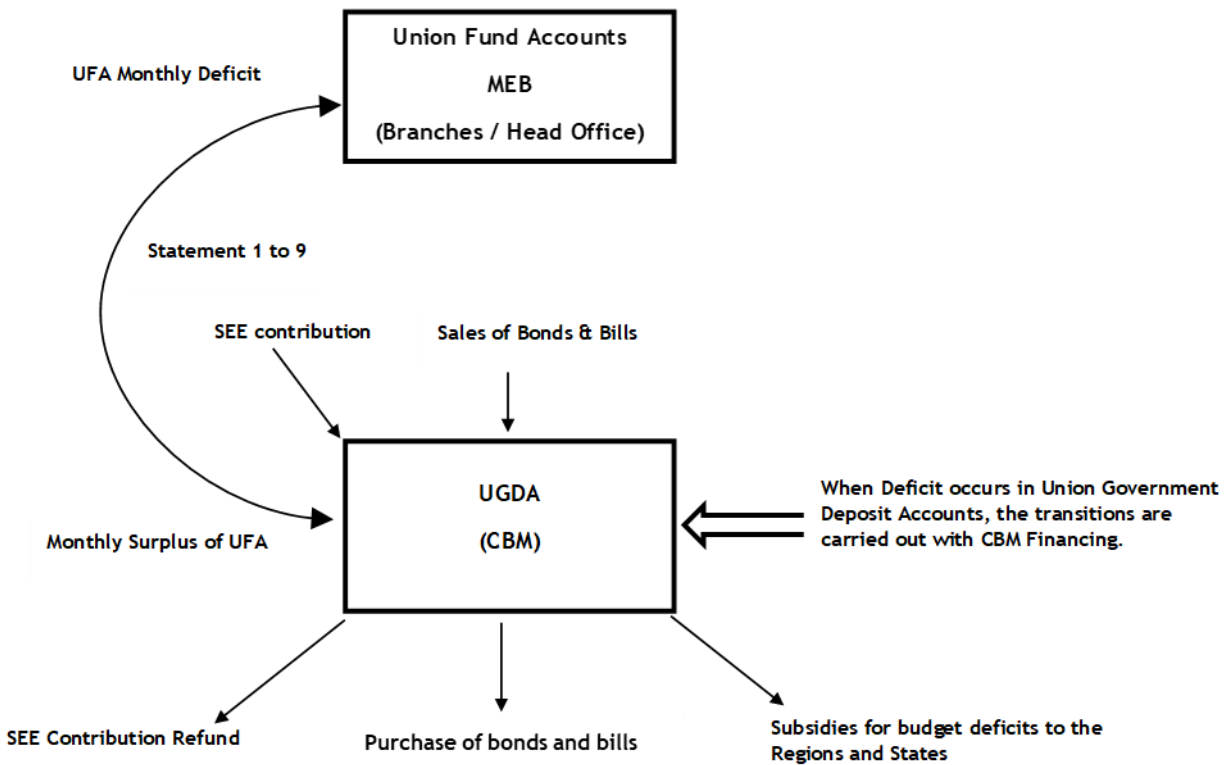 Union Fund Accounts
MEB
(Branches / Head Office)
UFA Monthly Deficit
Statement 1 to 9
SEE contribution
Sales of Bonds & Bills
UGDA
(CBM)
When Deficit occurs in Union Government
Deposit Accounts, the transitions are
carried out with CBM Financing.
Monthly Surplus of UFA
SEE Contribution Refund
Purchase of bonds and bills
Subsidies for budget deficits to the
Regions and States